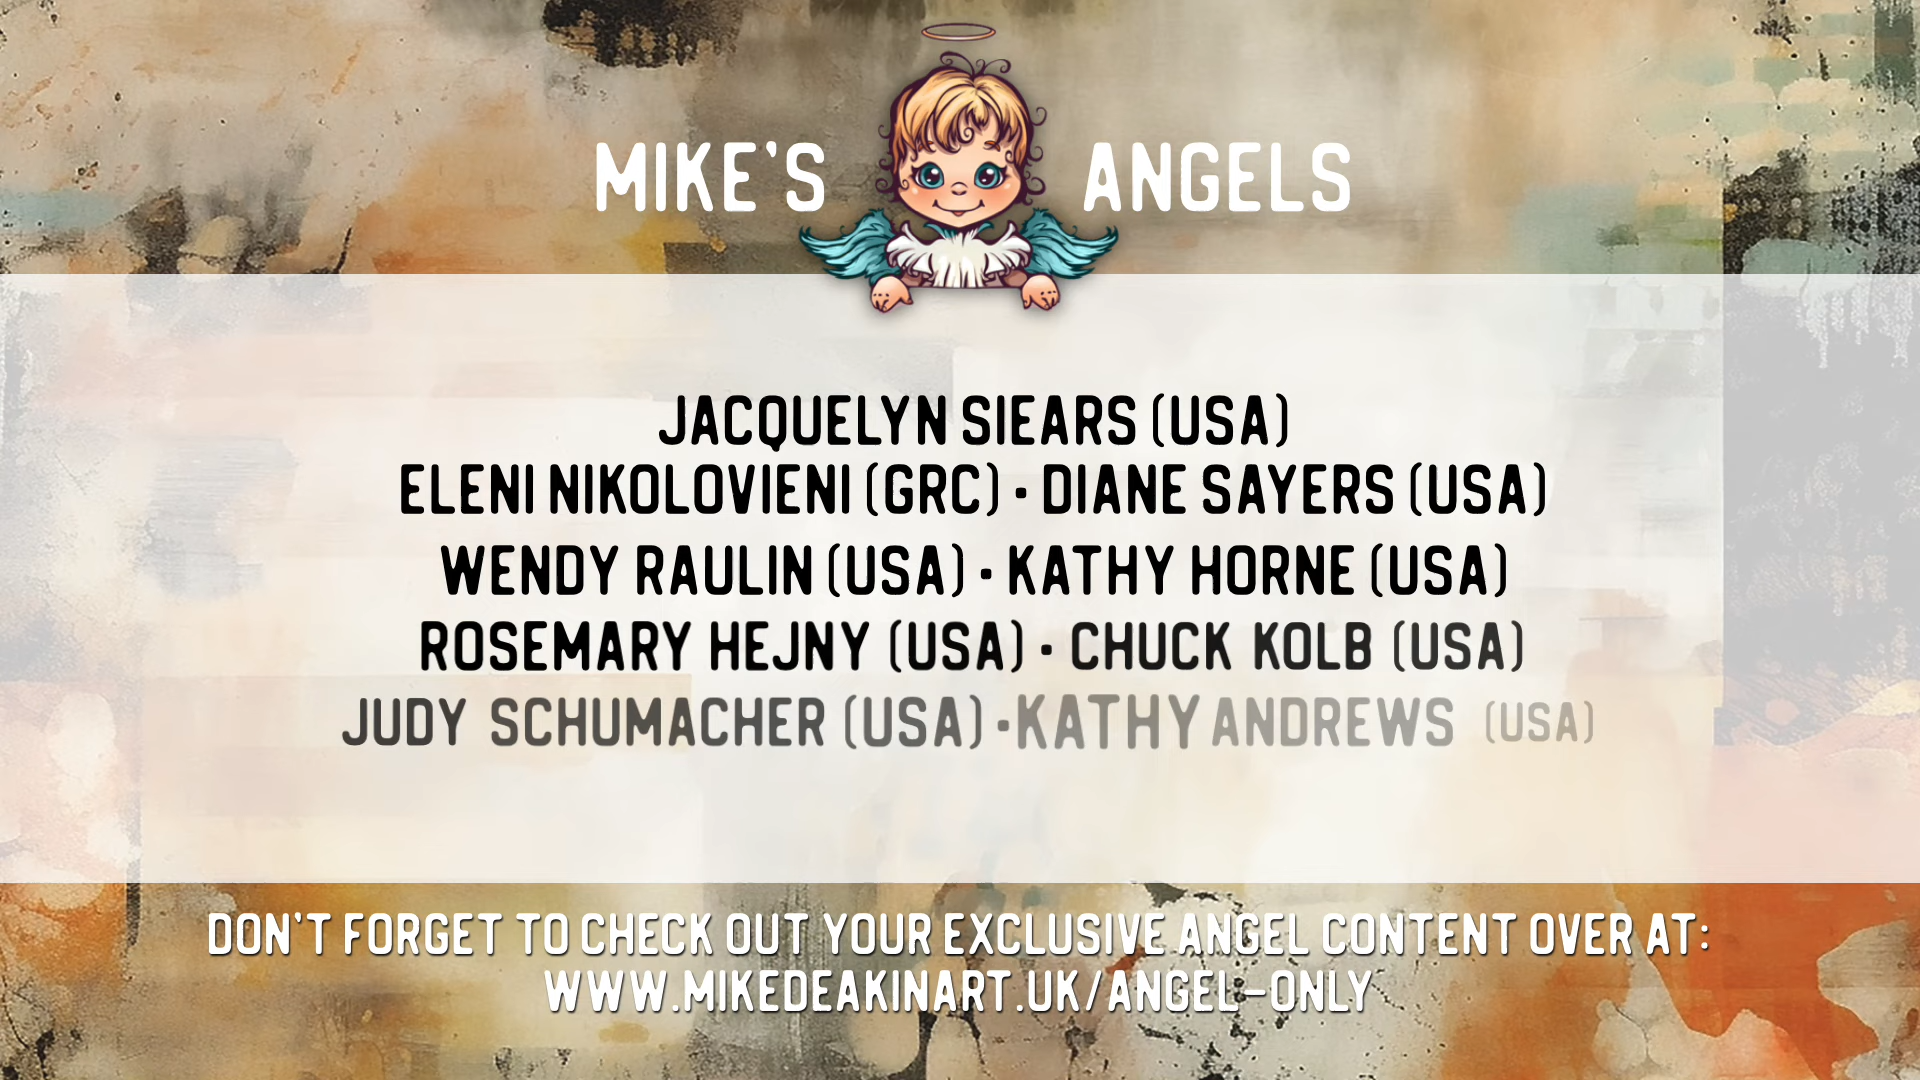 MIKE'S ANGELS
JACQUELYN SIEARS (USA)
ELENI NIKOLOVIENI (GRC) • DIANE SAYERS (USA)
WENDY RAULIN (USA) • KATHY HORNE (USA)
ROSEMARY HEJNY (USA) • CHUCK KOLB (USA)
JUDY SCHUMACHER (USA) • KATHY ANDREWS (USA)
DON'T FORGET TO CHECK OUT YOUR EXCLUSIVE ANGEL CONTENT OVER AT:
WWW.MIKEDEAKINART.UK/ANGEL-ONLY